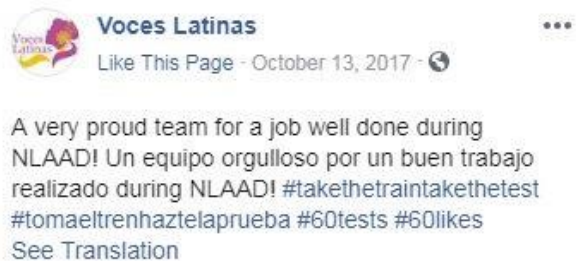 Voces Latinas
Voces Latinas
Like This Page · October 13, 2017 ·
A very proud team for a job well done during
NLAAD! Un equipo orgulloso por un buen trabajo
realizado during NLAAD! #takethetraintakethetest
#tomaeltrenhaztelaprueba #60tests #60likes
See Translation